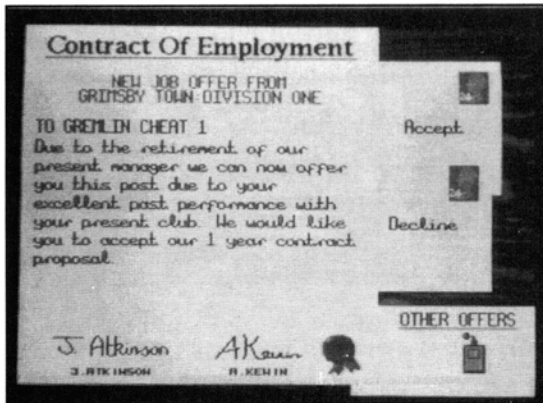 Contract Of Employment
NEW JOB OFFER FROM
GRIMSBY TOWN DIVISION ONE
TO GREMLIN CHEAT 1
Due to the retirement of our
present manager we can now offer
you this post due to your
excellent past performance with
your present club. We would like
you to accept our 1 year contract
proposal.
Accept
Decline
OTHER OFFERS
J. Atkinson
A Kewin
J.ATKINSON
A.KEWIN